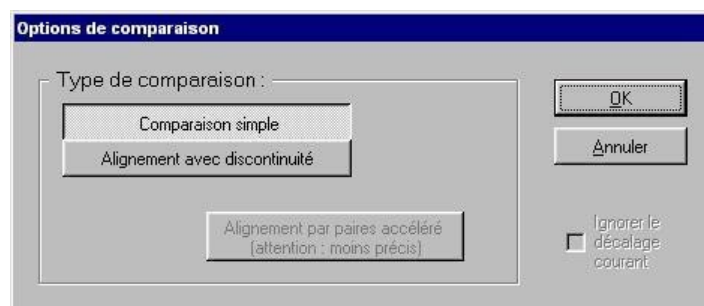 Options de comparaison
Type de comparaison :
Comparaison simple
Alignement avec discontinuité
Alignement par paires accéléré
(attention : moins précis)
OK
Annuler
Ignorer le
décalage
courant